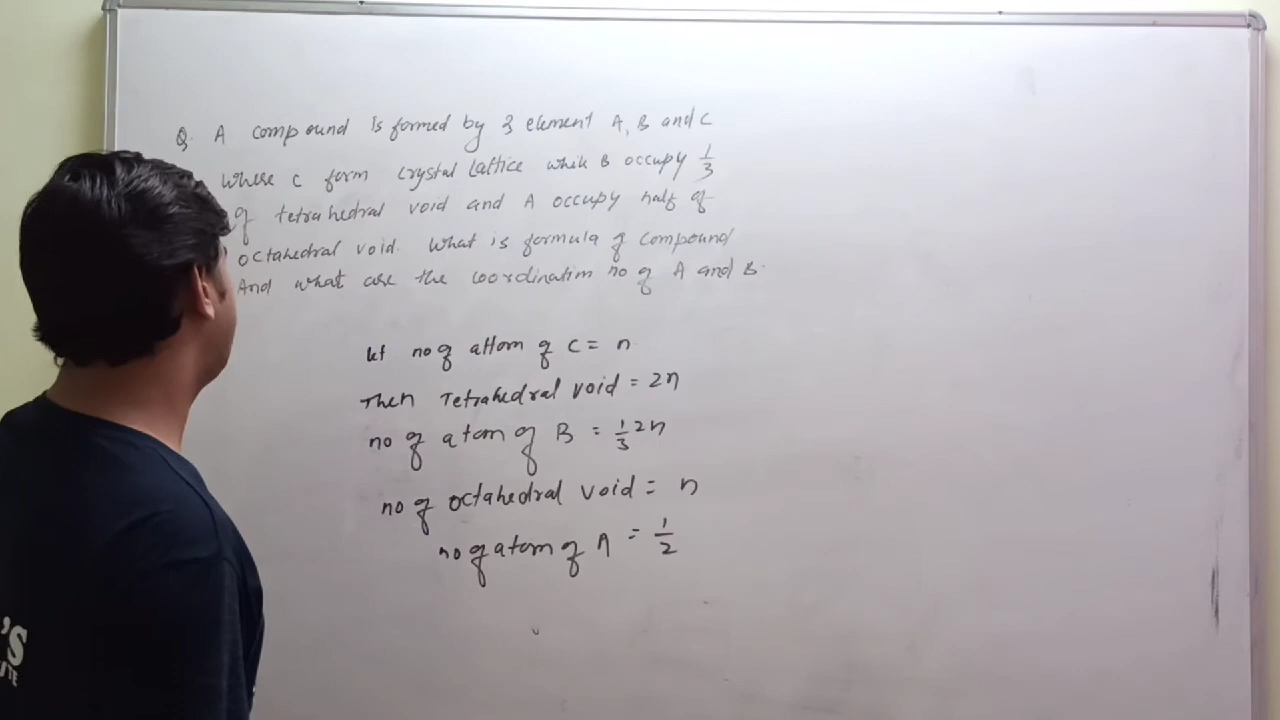 Q. A compound is formed by 3 element A, B and C
where C form crystal lattice while B occupy 1/3
of tetrahedral void and A occupy half of
octahedral void. What is formula of compound
And what are the coordination no of A and B.
let no of attom of C = n
Then Tetrahedral void = 2n
no of atom of B = 1/3 2n
no of octahedral void = n
no of atom of A = 1/2
'S
UTE